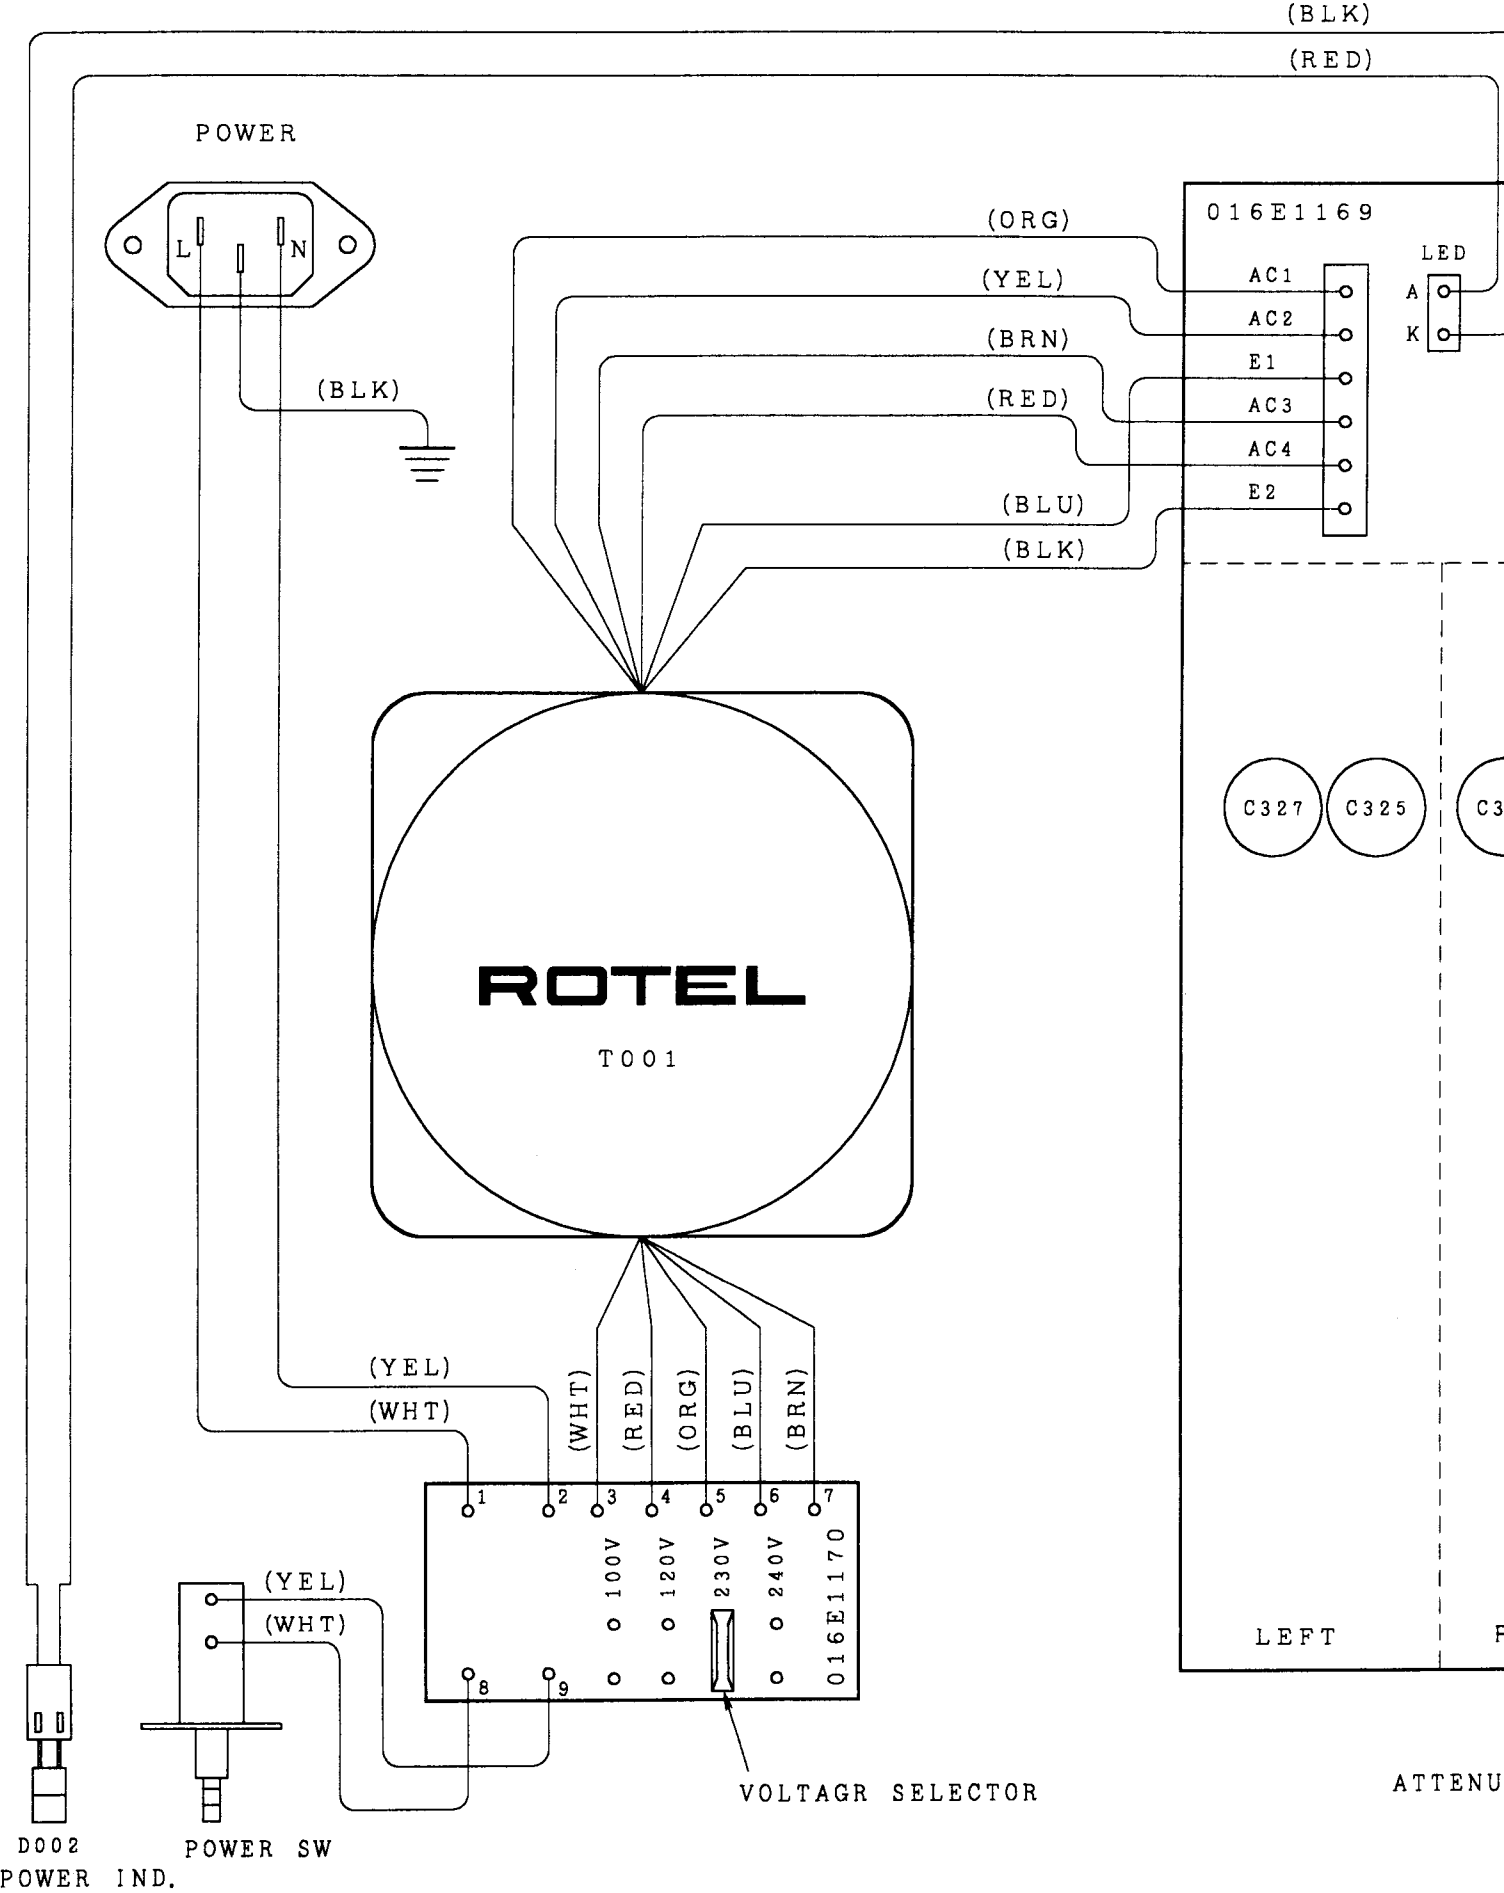 (BLK)
(RED)
POWER
L
N
(BLK)
(ORG)
(YEL)
(BRN)
(RED)
(BLU)
(BLK)
016E1169
LED
AC1
A
AC2
K
E1
AC3
AC4
E2
C327
C325
C3
ROTEL
T001
(YEL)
(WHT)
(WHT)
(RED)
(ORG)
(BLU)
(BRN)
1
2
3
4
5
6
7
100V
120V
230V
240V
016E1170
8
9
(YEL)
(WHT)
LEFT
VOLTAGR SELECTOR
ATTENU
D002
POWER IND.
POWER SW